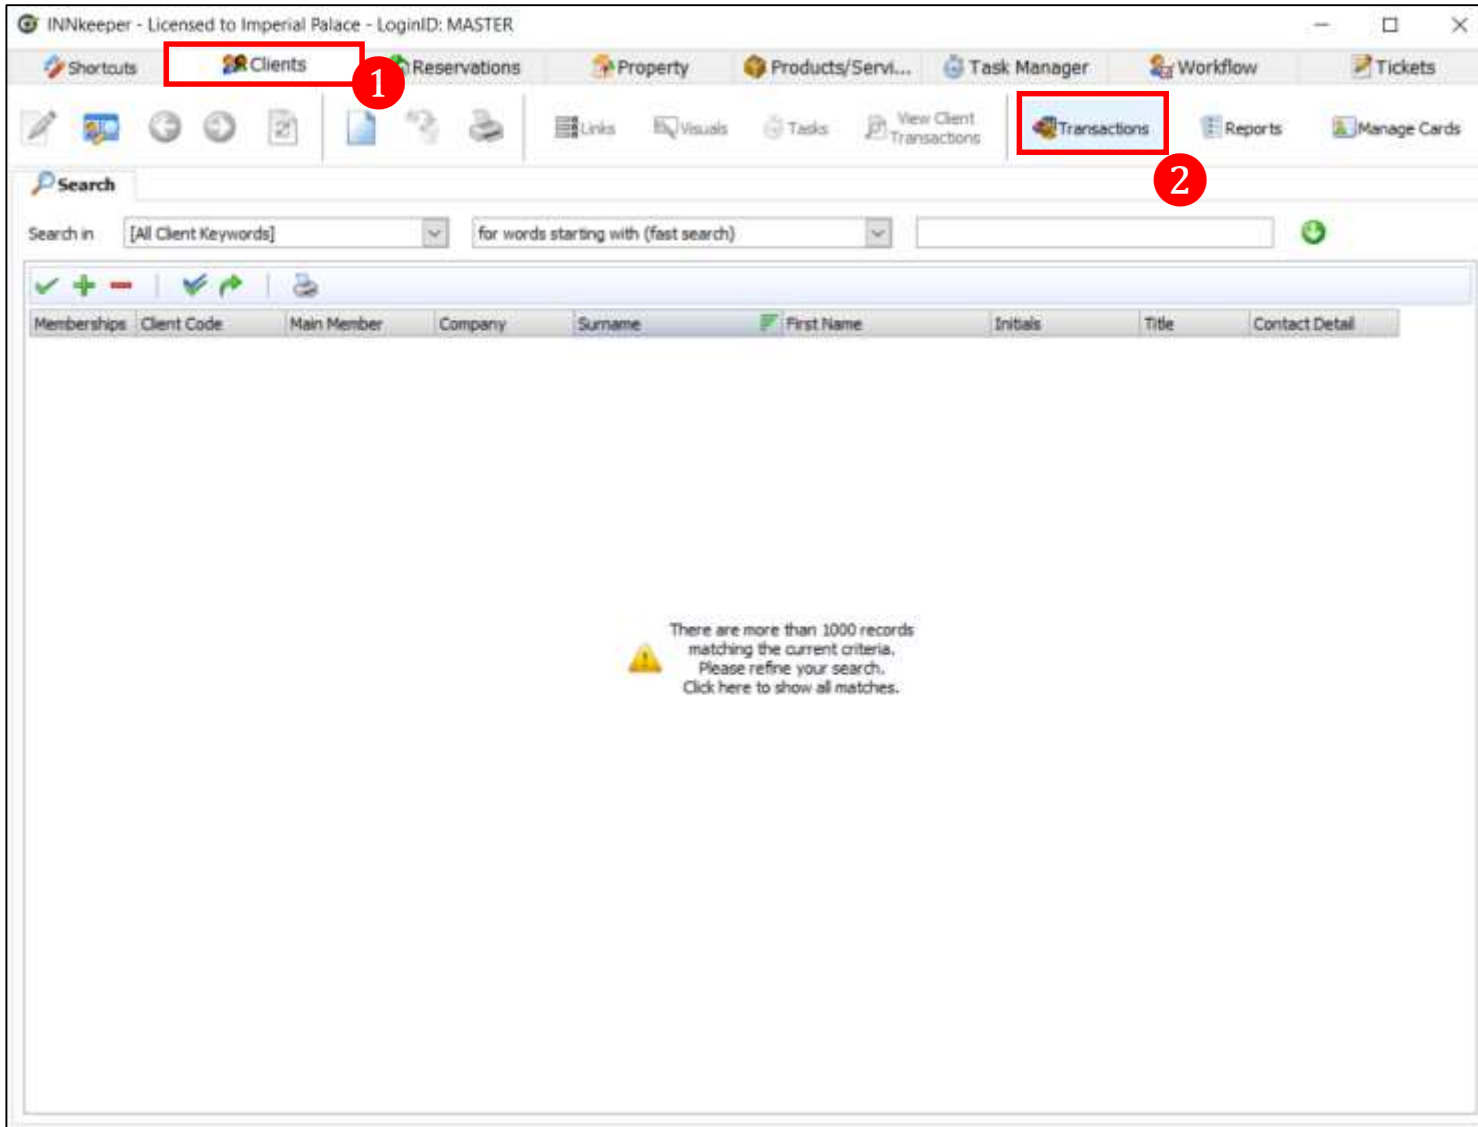 INNkeeper - Licensed to Imperial Palace - LoginID: MASTER
Shortcuts Clients Reservations Property Products/Servi... Task Manager Workflow Tickets
1
Links Visuals Tasks View Client Transactions Transactions Reports Manage Cards
2
Search
Search in [All Client Keywords] for words starting with (fast search)
Memberships Client Code Main Member Company Surname First Name Initials Title Contact Detail
There are more than 1000 records
matching the current criteria.
Please refine your search.
Click here to show all matches.